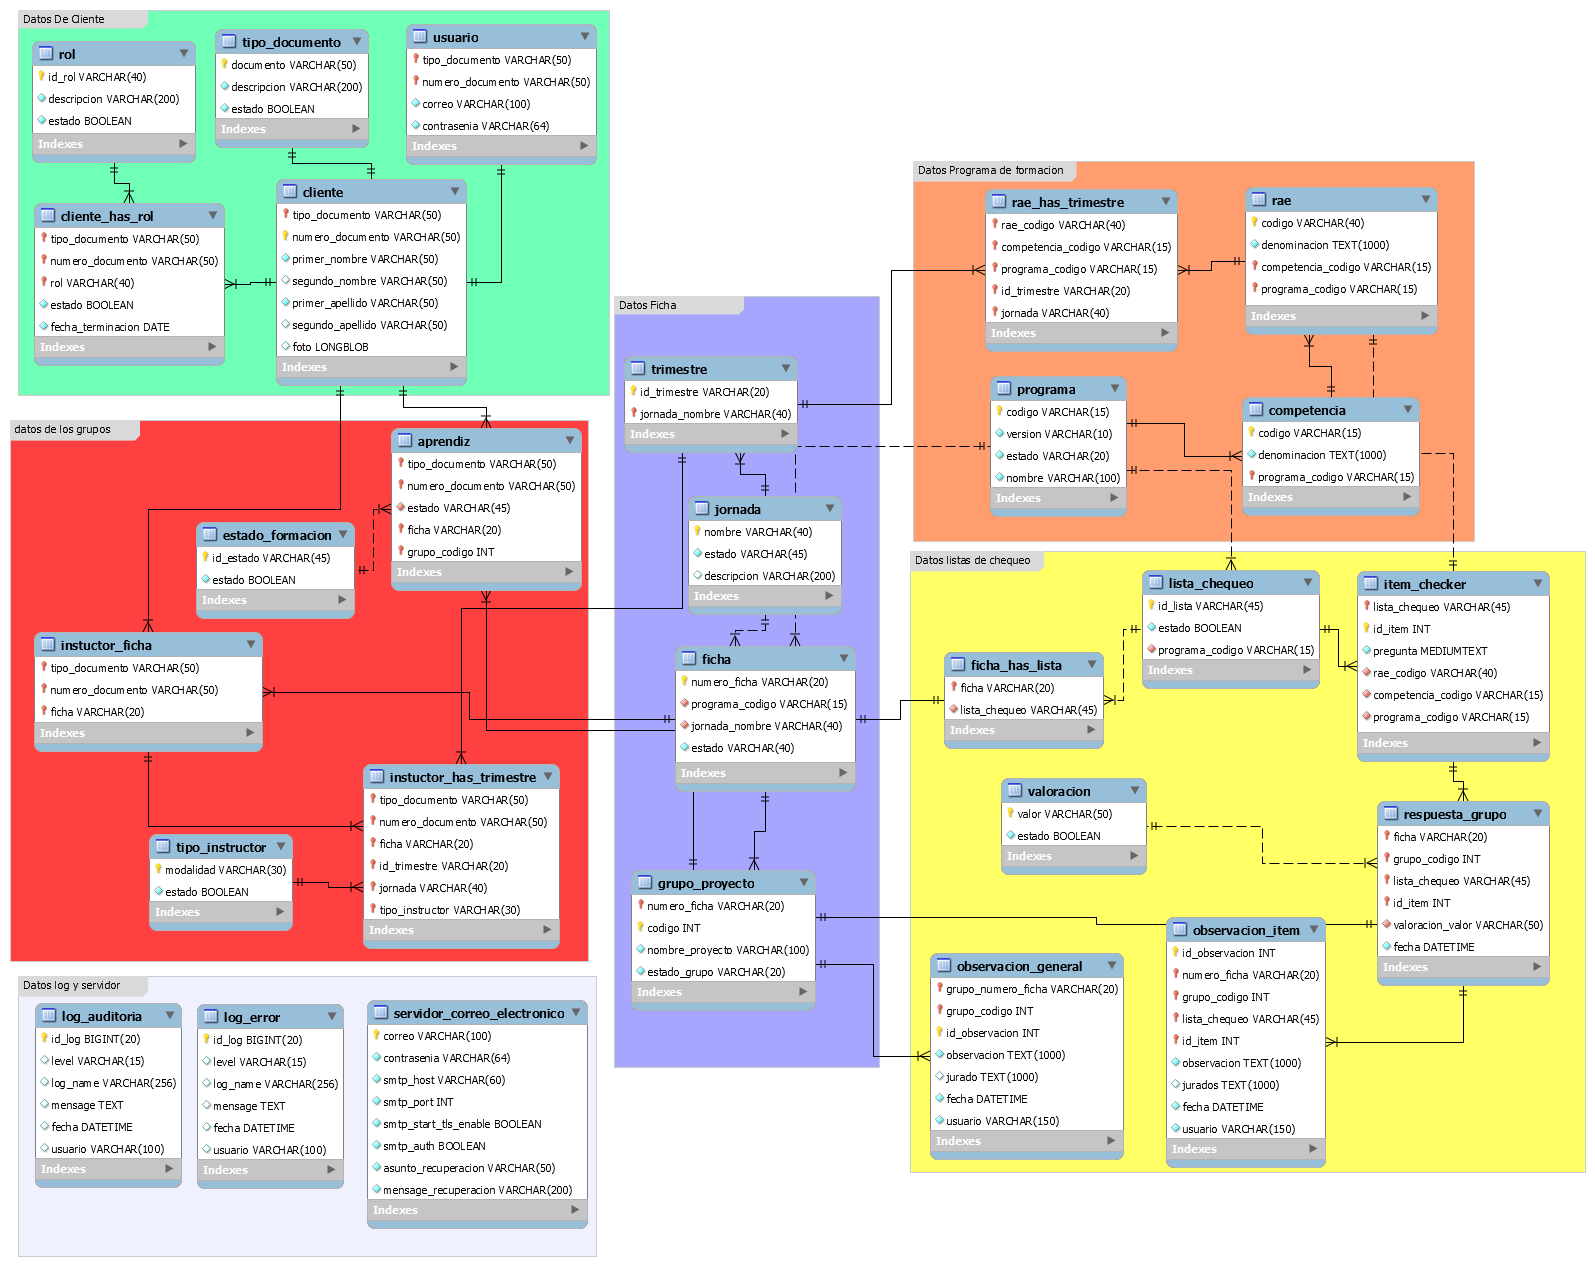 Datos De Cliente
rol
id_rol VARCHAR(40)
descripcion VARCHAR(200)
estado BOOLEAN
Indexes
tipo_documento
documento VARCHAR(50)
descripcion VARCHAR(200)
estado BOOLEAN
Indexes
usuario
tipo_documento VARCHAR(50)
numero_documento VARCHAR(50)
correo VARCHAR(100)
contrasenia VARCHAR(64)
Indexes
cliente_has_rol
tipo_documento VARCHAR(50)
numero_documento VARCHAR(50)
rol VARCHAR(40)
estado BOOLEAN
fecha_terminacion DATE
Indexes
cliente
tipo_documento VARCHAR(50)
numero_documento VARCHAR(50)
primer_nombre VARCHAR(50)
segundo_nombre VARCHAR(50)
primer_apellido VARCHAR(50)
segundo_apellido VARCHAR(50)
foto LONGBLOB
Indexes
datos de los grupos
aprendiz
tipo_documento VARCHAR(50)
numero_documento VARCHAR(50)
estado VARCHAR(45)
ficha VARCHAR(20)
grupo_codigo INT
Indexes
estado_formacion
id_estado VARCHAR(45)
estado BOOLEAN
Indexes
instuctor_ficha
tipo_documento VARCHAR(50)
numero_documento VARCHAR(50)
ficha VARCHAR(20)
Indexes
instuctor_has_trimestre
tipo_documento VARCHAR(50)
numero_documento VARCHAR(50)
ficha VARCHAR(20)
id_trimestre VARCHAR(20)
jornada VARCHAR(40)
tipo_instructor VARCHAR(30)
Indexes
tipo_instructor
modalidad VARCHAR(30)
estado BOOLEAN
Indexes
Datos log y servidor
log_auditoria
id_log BIGINT(20)
level VARCHAR(15)
log_name VARCHAR(256)
mensage TEXT
fecha DATETIME
usuario VARCHAR(100)
Indexes
log_error
id_log BIGINT(20)
level VARCHAR(15)
log_name VARCHAR(256)
mensage TEXT
fecha DATETIME
usuario VARCHAR(100)
Indexes
servidor_correo_electronico
correo VARCHAR(100)
contrasenia VARCHAR(64)
smtp_host VARCHAR(60)
smtp_port INT
smtp_start_tls_enable BOOLEAN
smtp_auth BOOLEAN
asunto_recuperacion VARCHAR(50)
mensage_recuperacion VARCHAR(200)
Indexes
Datos Ficha
trimestre
id_trimestre VARCHAR(20)
jornada_nombre VARCHAR(40)
Indexes
jornada
nombre VARCHAR(40)
estado VARCHAR(45)
descripcion VARCHAR(200)
Indexes
ficha
numero_ficha VARCHAR(20)
programa_codigo VARCHAR(15)
jornada_nombre VARCHAR(40)
estado VARCHAR(40)
Indexes
grupo_proyecto
numero_ficha VARCHAR(20)
codigo INT
nombre_proyecto VARCHAR(100)
estado_grupo VARCHAR(20)
Indexes
Datos Programa de formacion
rae_has_trimestre
rae_codigo VARCHAR(40)
competencia_codigo VARCHAR(15)
programa_codigo VARCHAR(15)
id_trimestre VARCHAR(20)
jornada VARCHAR(40)
Indexes
rae
codigo VARCHAR(40)
denominacion TEXT(1000)
competencia_codigo VARCHAR(15)
programa_codigo VARCHAR(15)
Indexes
programa
codigo VARCHAR(15)
version VARCHAR(10)
estado VARCHAR(20)
nombre VARCHAR(100)
Indexes
competencia
codigo VARCHAR(15)
denominacion TEXT(1000)
programa_codigo VARCHAR(15)
Indexes
Datos listas de chequeo
lista_chequeo
id_lista VARCHAR(45)
estado BOOLEAN
programa_codigo VARCHAR(15)
Indexes
item_checker
lista_chequeo VARCHAR(45)
id_item INT
pregunta MEDIUMTEXT
rae_codigo VARCHAR(40)
competencia_codigo VARCHAR(15)
programa_codigo VARCHAR(15)
Indexes
ficha_has_lista
ficha VARCHAR(20)
lista_chequeo VARCHAR(45)
Indexes
valoracion
valor VARCHAR(50)
estado BOOLEAN
Indexes
respuesta_grupo
ficha VARCHAR(20)
grupo_codigo INT
lista_chequeo VARCHAR(45)
id_item INT
valoracion_valor VARCHAR(50)
fecha DATETIME
Indexes
observacion_general
grupo_numero_ficha VARCHAR(20)
grupo_codigo INT
id_observacion INT
observacion TEXT(1000)
jurado TEXT(1000)
fecha DATETIME
usuario VARCHAR(150)
Indexes
observacion_item
id_observacion INT
numero_ficha VARCHAR(20)
grupo_codigo INT
lista_chequeo VARCHAR(45)
id_item INT
observacion TEXT(1000)
jurados TEXT(1000)
fecha DATETIME
usuario VARCHAR(150)
Indexes